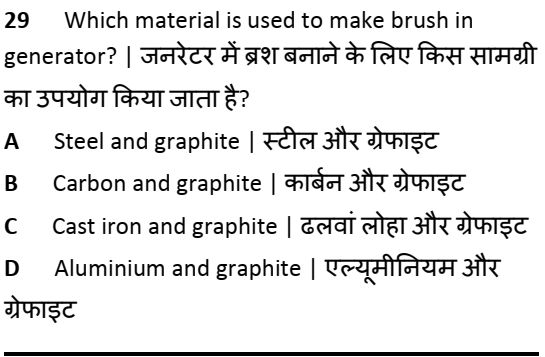 29 Which material is used to make brush in
generator? | जनरेटर में ब्रश बनाने के लिए किस सामग्री
का उपयोग किया जाता है?
A Steel and graphite | स्टील और ग्रेफाइट
B Carbon and graphite | कार्बन और ग्रेफाइट
C Cast iron and graphite | ढलवां लोहा और ग्रेफाइट
D Aluminium and graphite | एल्यूमीनियम और
ग्रेफाइट